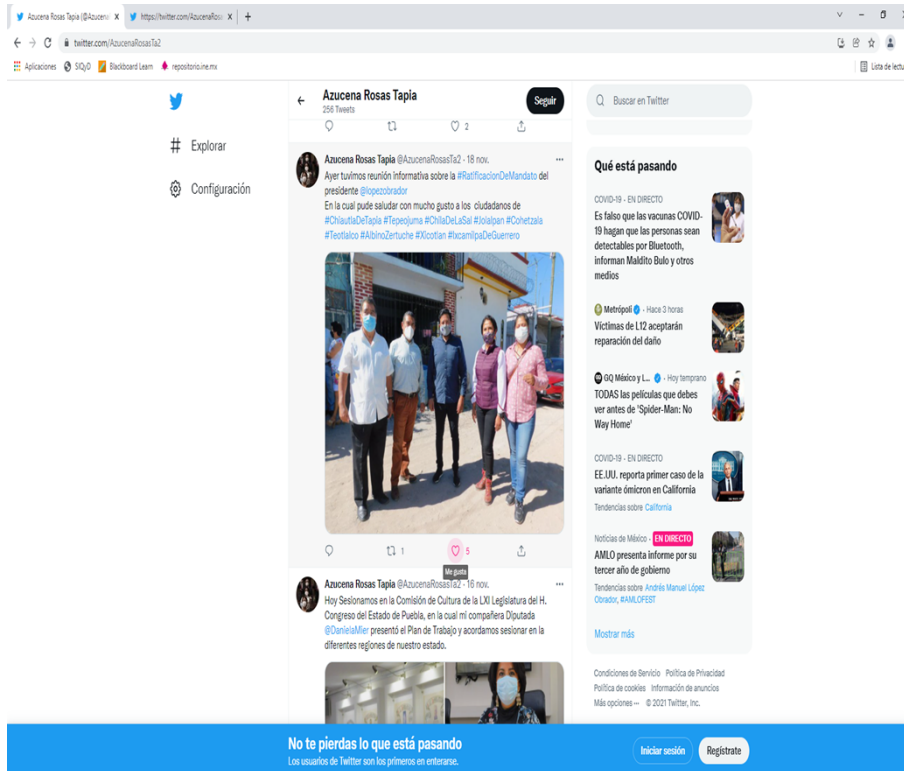 Azucena Rosas Tapia (@Azucena
https://twitter.com/AzucenaRosa
twitter.com/AzucenaRosasTa2
Aplicaciones
SIQyD
Blackboard Learn
repositorio.ine.mx
Lista de lectu
Explorar
Configuración
Azucena Rosas Tapia
256 Tweets
Seguir
2
Azucena Rosas Tapia @AzucenaRosasTa2 · 18 nov.
Ayer tuvimos reunión informativa sobre la #RatificacionDeMandato del
presidente @lopezobrador
En la cual pude saludar con mucho gusto a los ciudadanos de
#ChiautlaDeTapia #Tepeojuma #ChilaDeLaSal #Jolalpan #Cohetzala
#Teotlalco #AlbinoZertuche #Xicotlan #IxcamilpaDeGuerrero
1
5
Me gusta
Azucena Rosas Tapia @AzucenaRosasTa2 · 16 nov.
Hoy Sesionamos en la Comisión de Cultura de la LXI Legislatura del H.
Congreso del Estado de Puebla, en la cual mi compañera Diputada
@DanielaMier presentó el Plan de Trabajo y acordamos sesionar en la
diferentes regiones de nuestro estado.
Buscar en Twitter
Qué está pasando
COVID-19 · EN DIRECTO
Es falso que las vacunas COVID-
19 hagan que las personas sean
detectables por Bluetooth,
informan Maldito Bulo y otros
medios
Metrópoli · Hace 3 horas
Víctimas de L12 aceptarán
reparación del daño
GQ México y L... · Hoy temprano
TODAS las películas que debes
ver antes de 'Spider-Man: No
Way Home'
COVID-19 · EN DIRECTO
EE.UU. reporta primer caso de la
variante ómicron en California
Tendencias sobre California
Noticias de México · EN DIRECTO
AMLO presenta informe por su
tercer año de gobierno
Tendencias sobre Andrés Manuel López
Obrador, #AMLOFEST
Mostrar más
Condiciones de Servicio Política de Privacidad
Política de cookies Información de anuncios
Más opciones ··· © 2021 Twitter, Inc.
No te pierdas lo que está pasando
Los usuarios de Twitter son los primeros en enterarse.
Iniciar sesión
Regístrate